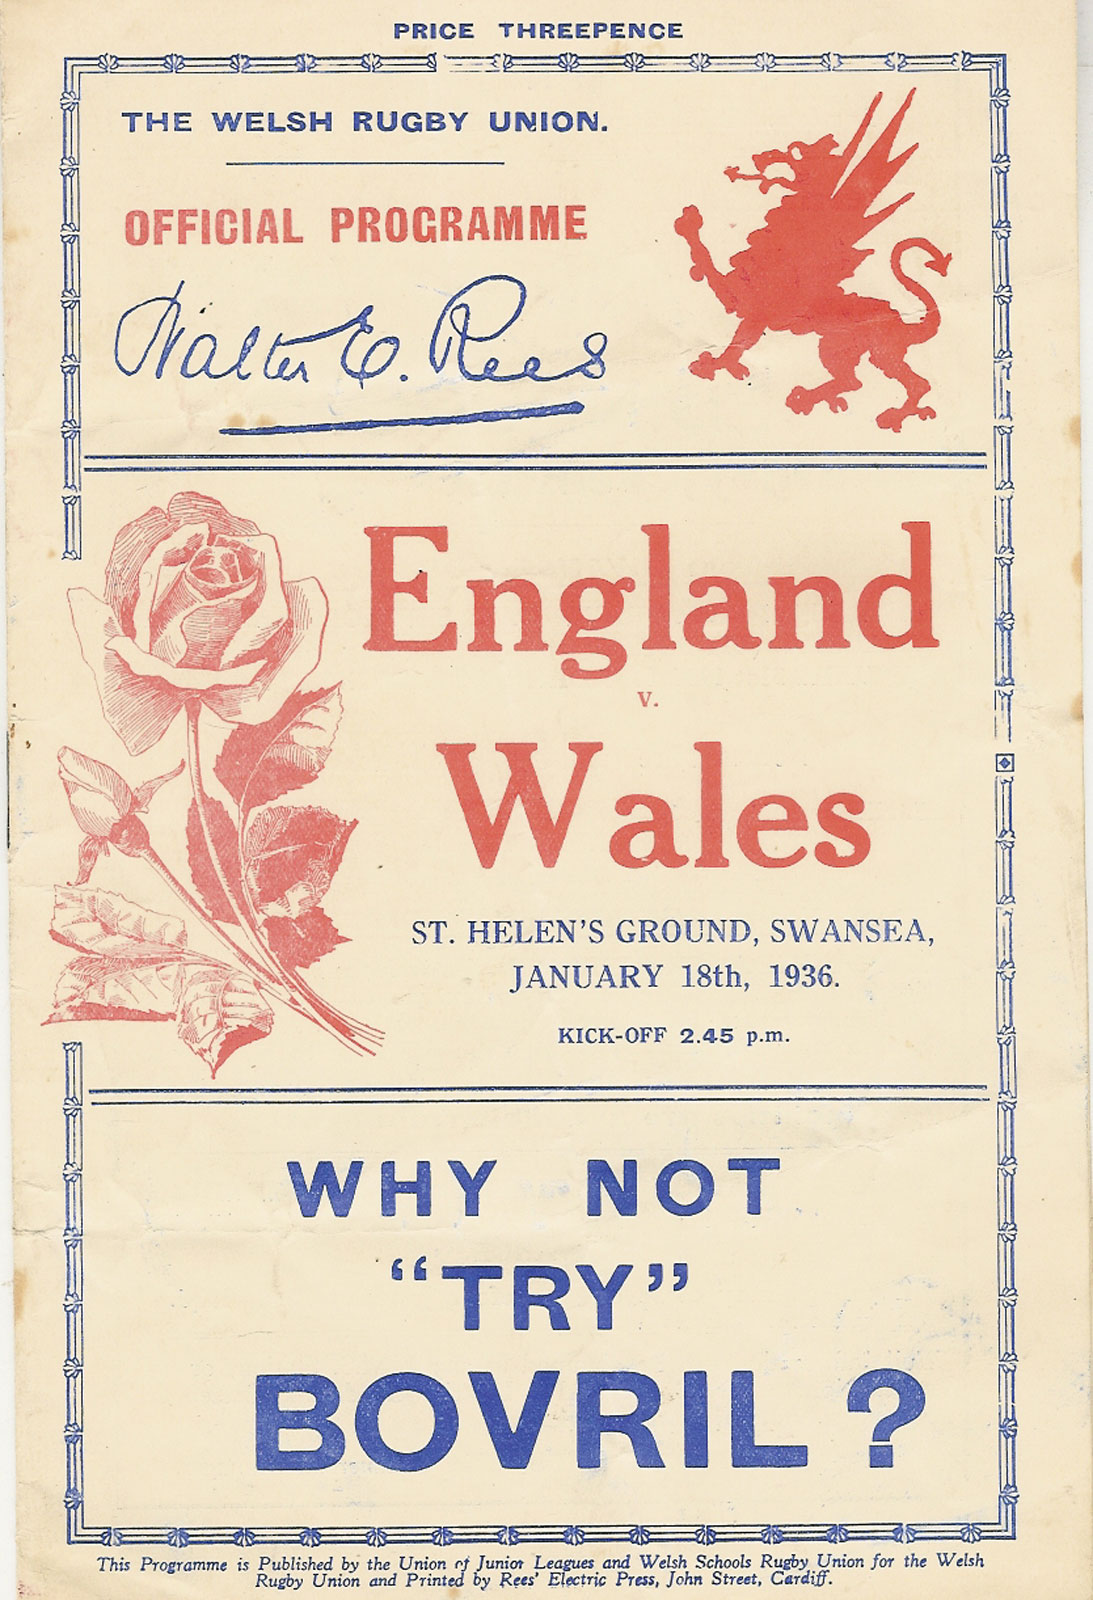 PRICE THREEPENCE
THE WELSH RUGBY UNION.
OFFICIAL PROGRAMME
Walter E. Rees
England
v.
Wales
ST. HELEN'S GROUND, SWANSEA,
JANUARY 18th, 1936.
KICK-OFF 2.45 p.m.
WHY NOT
"TRY"
BOVRIL ?
This Programme is Published by the Union of Junior Leagues and Welsh Schools Rugby Union for the Welsh
Rugby Union and Printed by Rees' Electric Press, John Street, Cardiff.